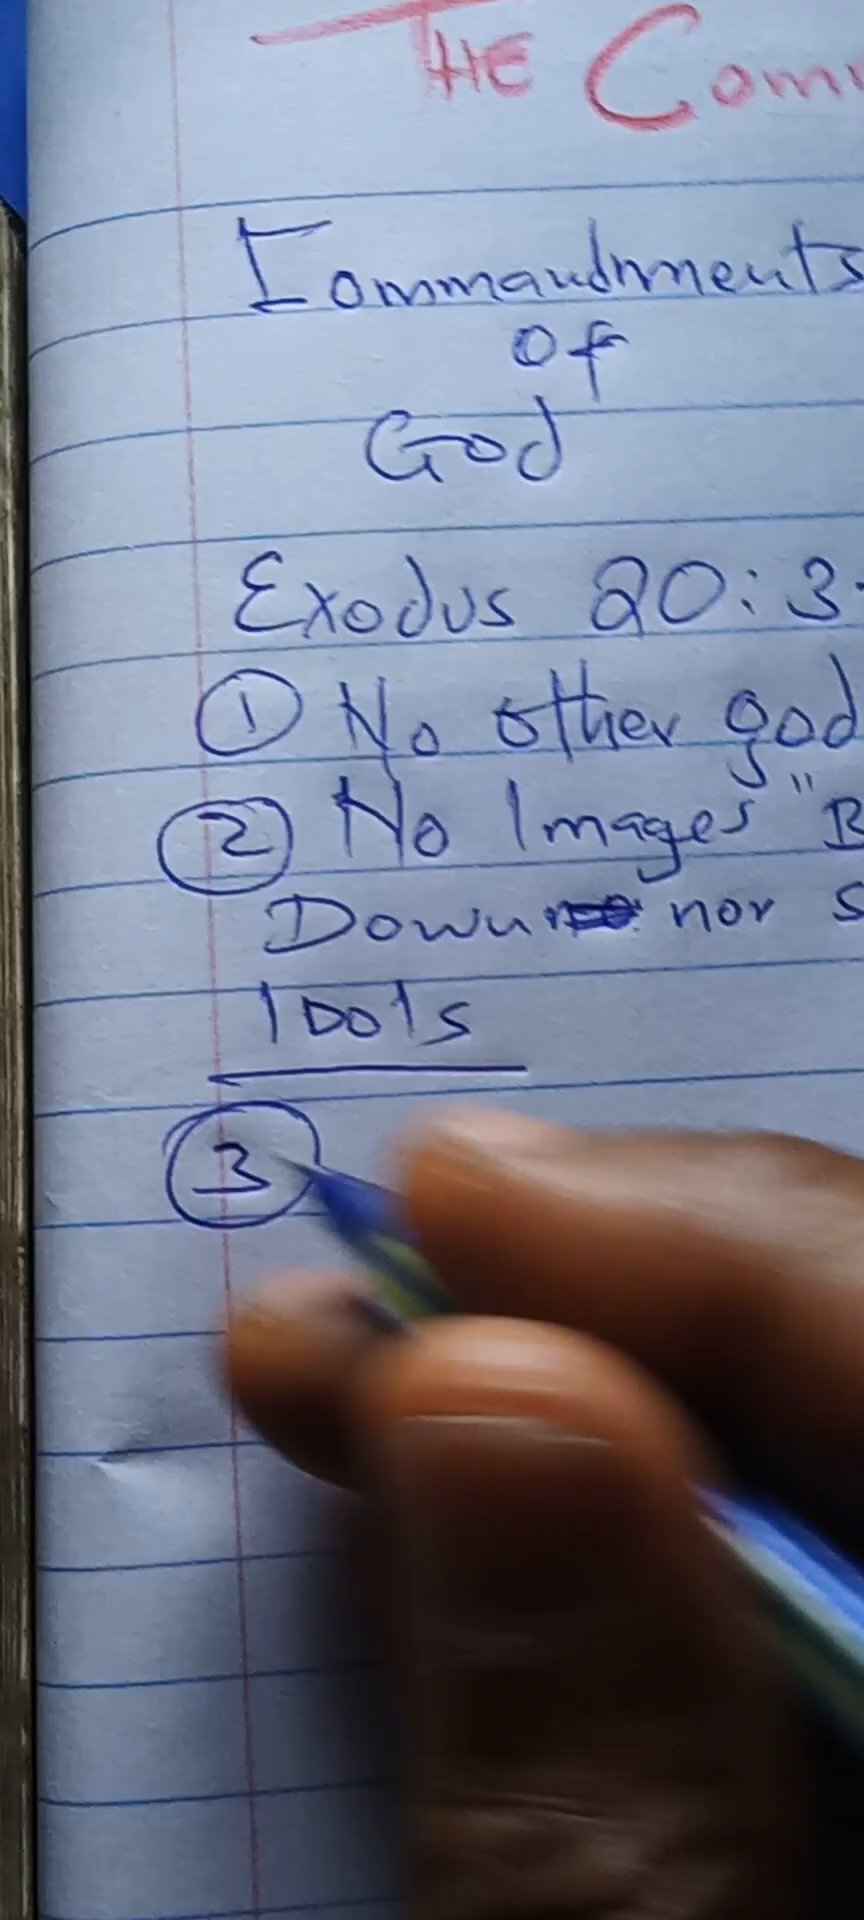 THE Com
Commandments
of
God
Exodus 20:3-
① No other god
② No Images "B
Down nor s
IDols
③